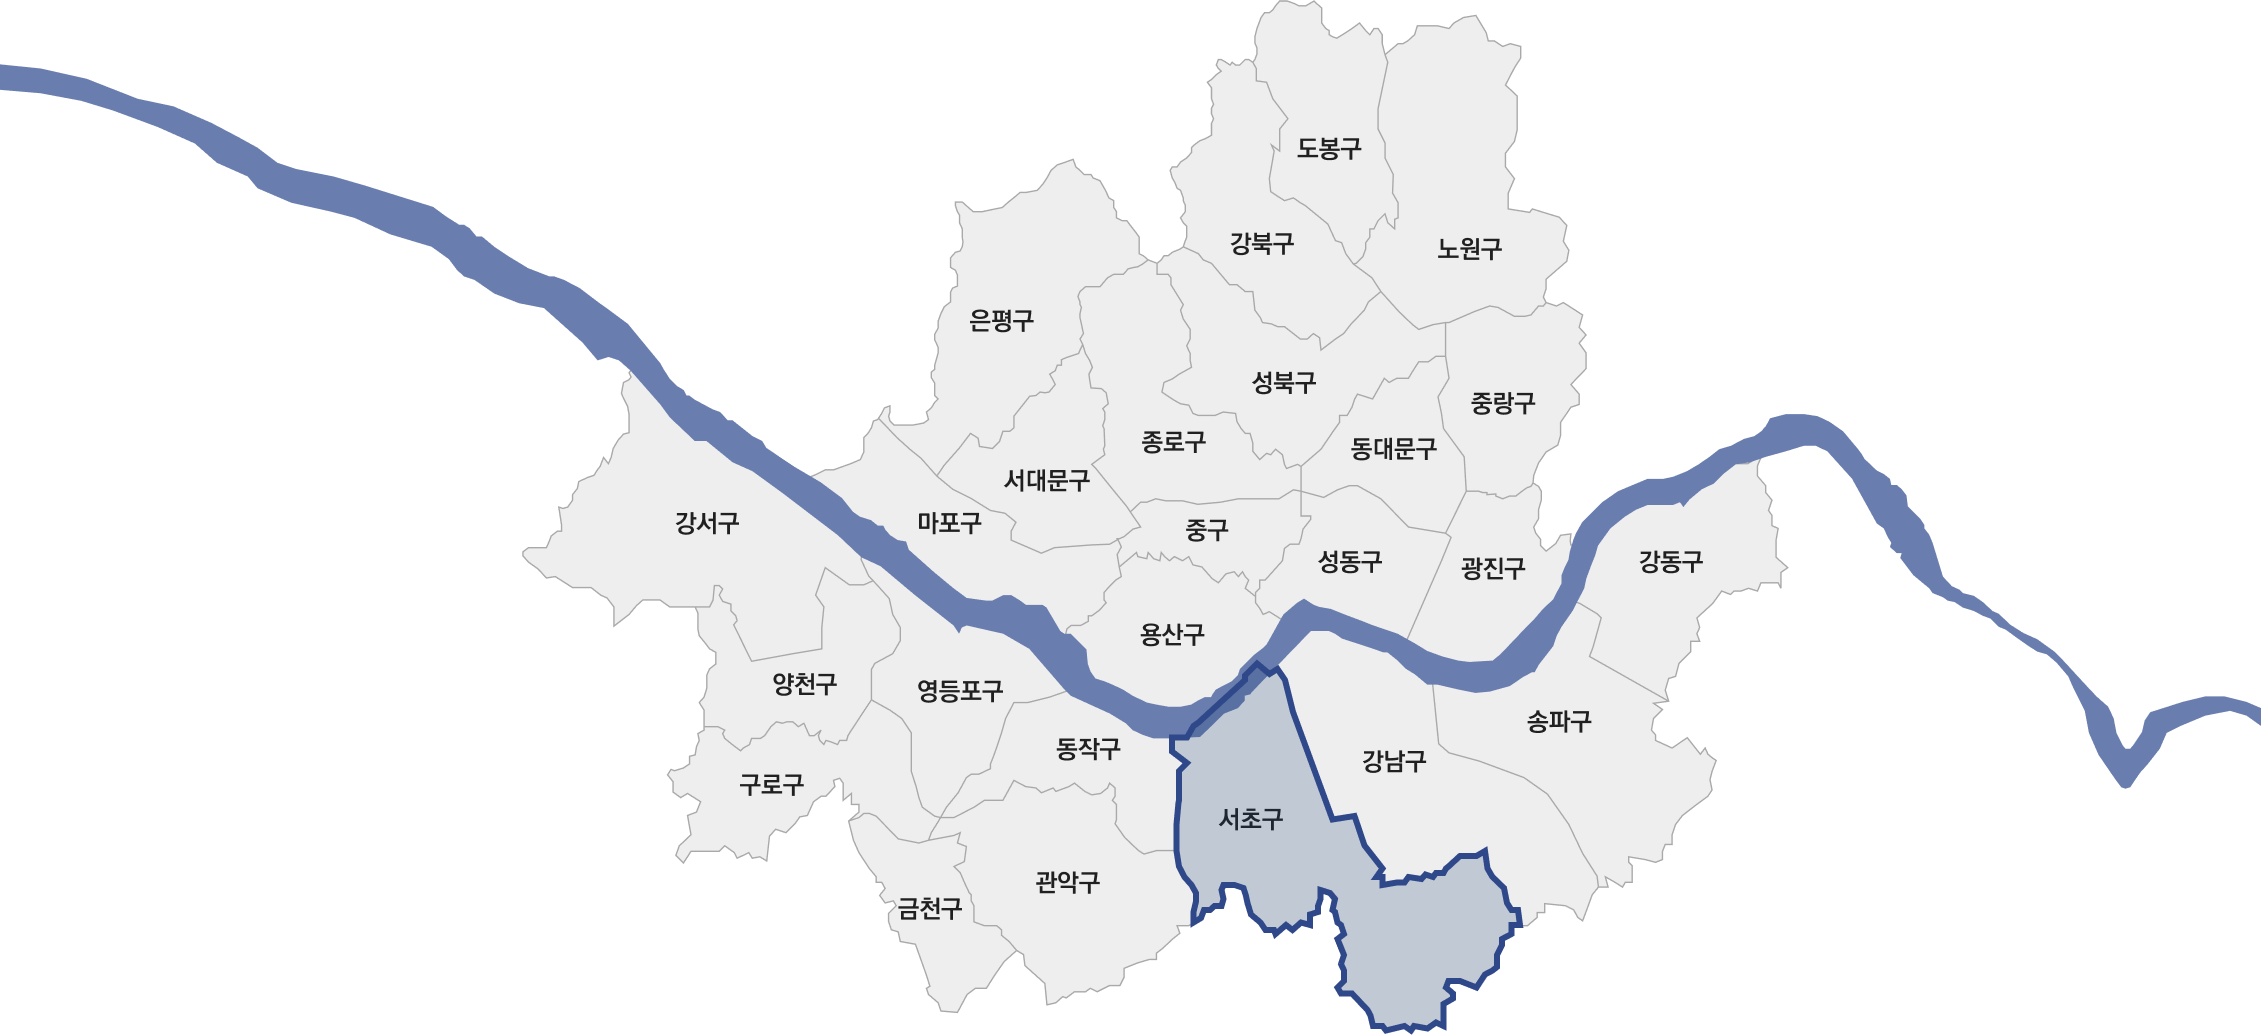 도봉구
강북구
노원구
은평구
성북구
중랑구
종로구
동대문구
서대문구
강서구
마포구
중구
성동구
광진구
강동구
용산구
양천구
영등포구
송파구
동작구
강남구
구로구
서초구
관악구
금천구